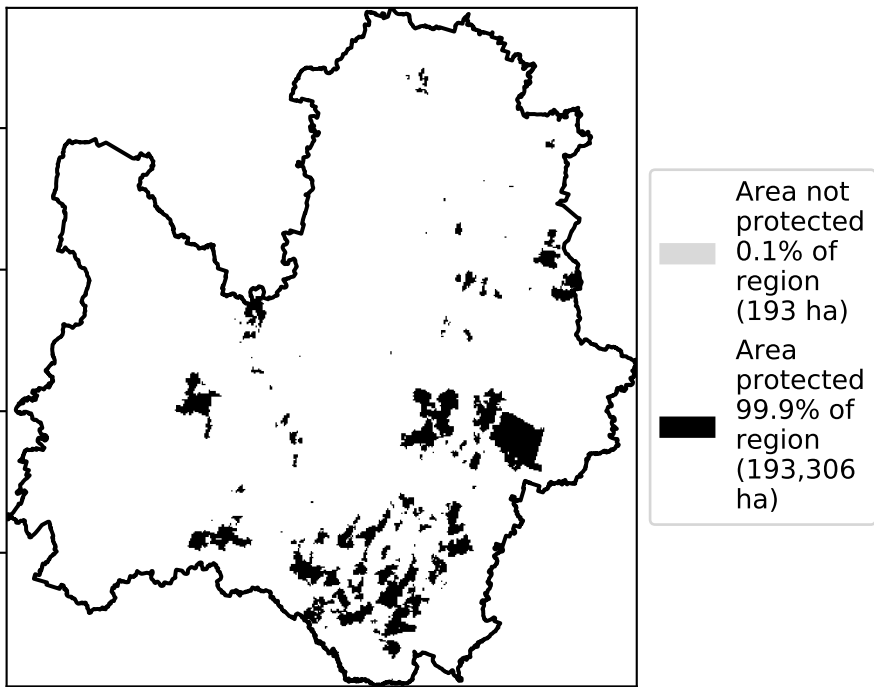 Area not
protected
0.1% of
region
(193 ha)
Area
protected
99.9% of
region
(193,306
ha)